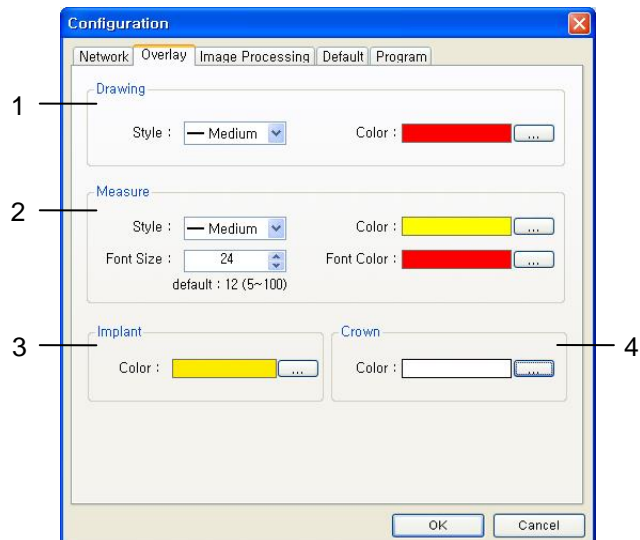 Configuration
Network Overlay Image Processing Default Program
1
Drawing
Style : Medium Color : ...
2
Measure
Style : Medium Color : ...
Font Size : 24 Font Color : ...
default : 12 (5~100)
3
Implant Crown
4
Color : ... Color : ...
OK Cancel